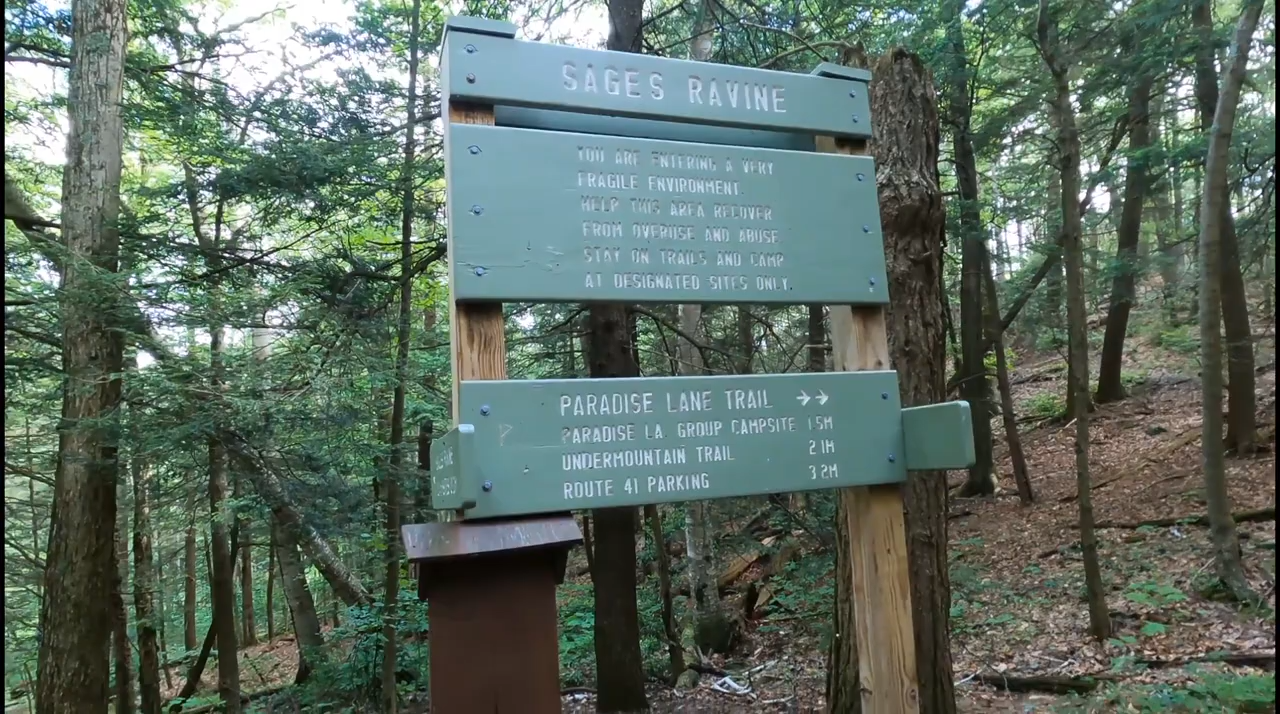 SAGES RAVINE
YOU ARE ENTERING A VERY
FRAGILE ENVIRONMENT.
HELP THIS AREA RECOVER
FROM OVERUSE AND ABUSE.
STAY ON TRAILS AND CAMP
AT DESIGNATED SITES ONLY.
PARADISE LANE TRAIL →→
PARADISE LA. GROUP CAMPSITE 1.5M
UNDERMOUNTAIN TRAIL 2.1M
ROUTE 41 PARKING 3.2M